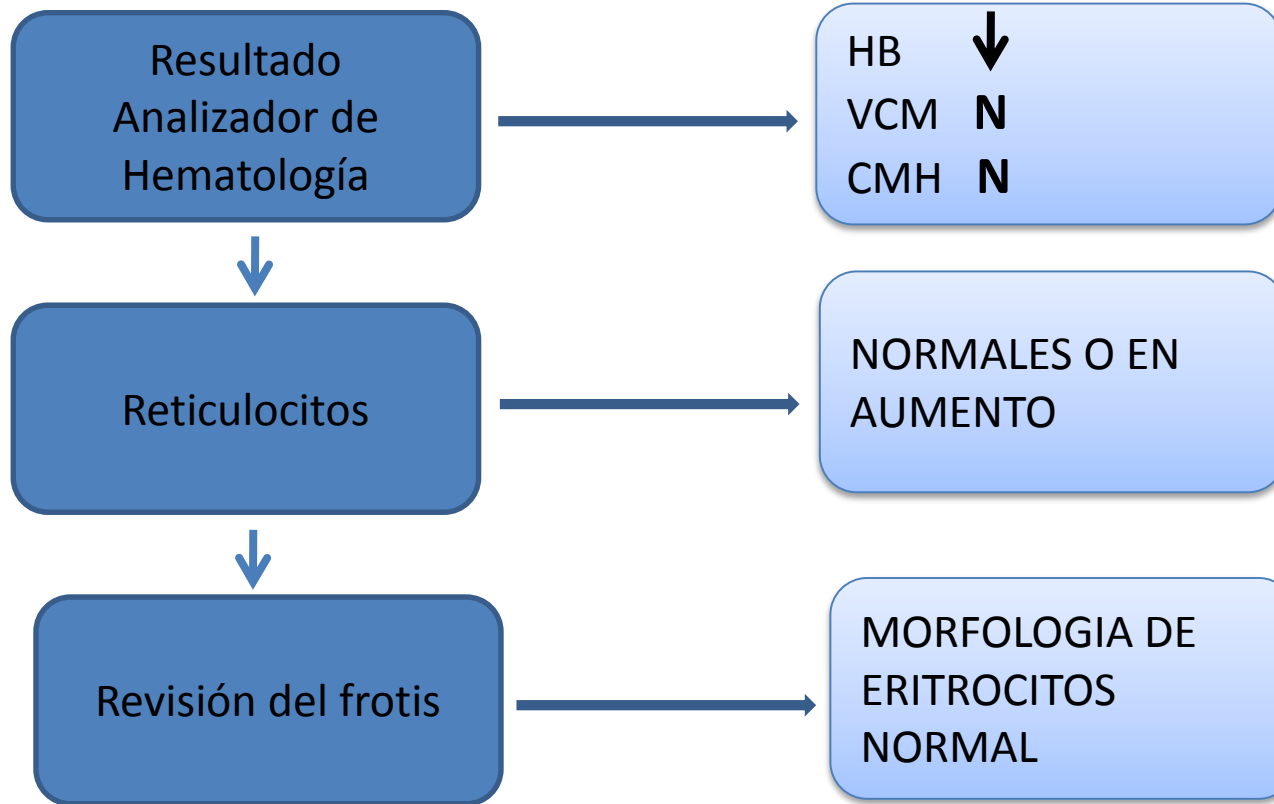 Resultado
Analizador de
Hematología
HB
VCM N
CMH N
Reticulocitos
NORMALES O EN
AUMENTO
Revisión del frotis
MORFOLOGIA DE
ERITROCITOS
NORMAL